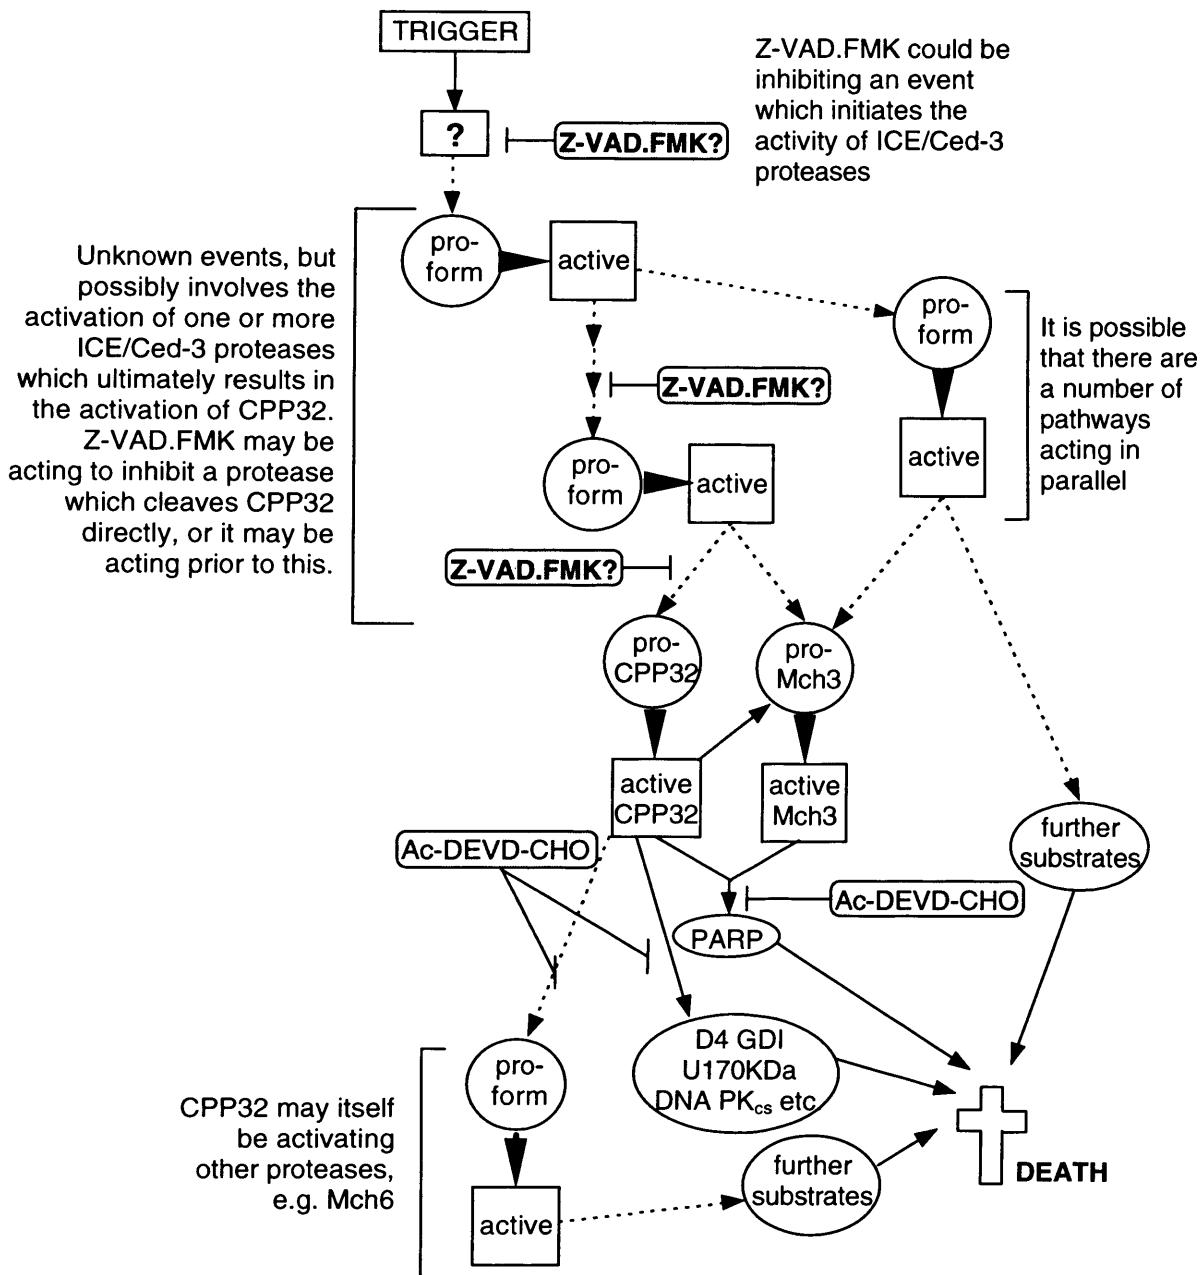 TRIGGER
Z-VAD.FMK could be
inhibiting an event
which initiates the
activity of ICE/Ced-3
proteases
?
Z-VAD.FMK?
pro-
form
active
Unknown events, but
possibly involves the
activation of one or more
ICE/Ced-3 proteases
which ultimately results in
the activation of CPP32.
Z-VAD.FMK may be
acting to inhibit a protease
which cleaves CPP32
directly, or it may be
acting prior to this.
pro-
form
active
It is possible
that there are
a number of
pathways
acting in
parallel
Z-VAD.FMK?
pro-
form
active
Z-VAD.FMK?
pro-
CPP32
pro-
Mch3
active
CPP32
active
Mch3
further
substrates
Ac-DEVD-CHO
Ac-DEVD-CHO
PARP
D4 GDI
U170KDa
DNA PKcs etc
pro-
form
active
CPP32 may itself
be activating
other proteases,
e.g. Mch6
further
substrates
DEATH